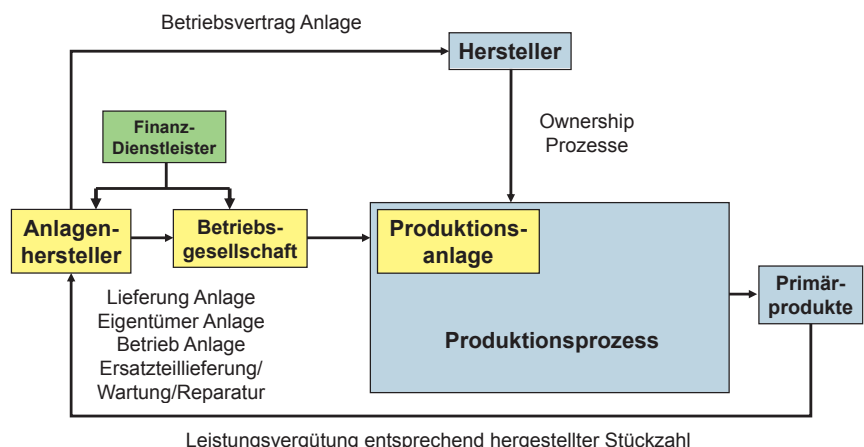 Betriebsvertrag Anlage
Hersteller
Finanz-
Dienstleister
Ownership
Prozesse
Anlagen-
hersteller
Betriebs-
gesellschaft
Produktions-
anlage
Lieferung Anlage
Eigentümer Anlage
Betrieb Anlage
Ersatzteillieferung/
Wartung/Reparatur
Produktionsprozess
Primär-
produkte
Leistungsvergütung entsprechend hergestellter Stückzahl